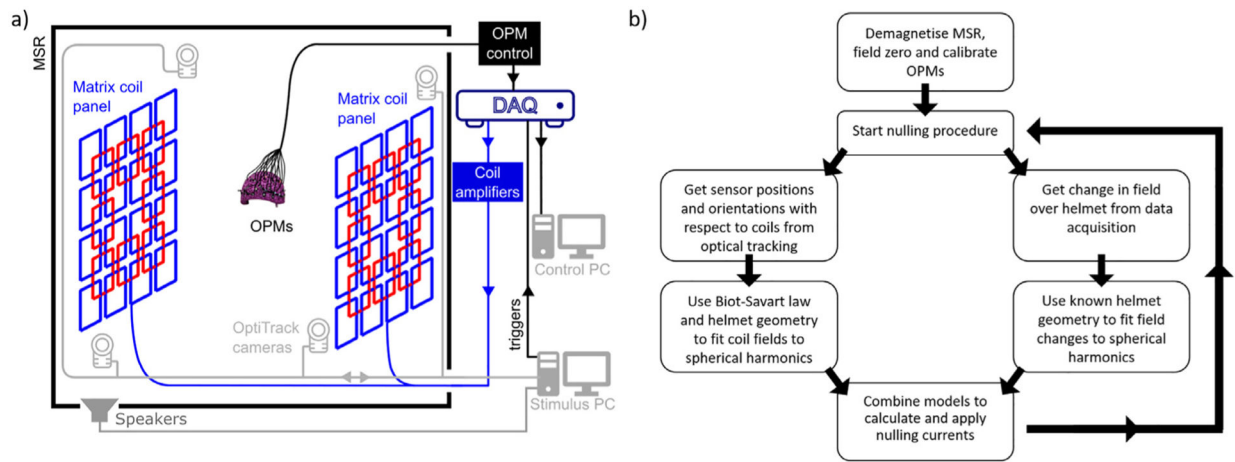 a)
MSR
Matrix coil
panel
OPMs
Matrix coil
panel
OPM
control
DAQ
Coil
amplifiers
Control PC
triggers
OptiTrack
cameras
Stimulus PC
Speakers
b)
Demagnetise MSR,
field zero and calibrate
OPMs
Start nulling procedure
Get sensor positions
and orientations with
respect to coils from
optical tracking
Get change in field
over helmet from data
acquisition
Use Biot-Savart law
and helmet geometry
to fit coil fields to
spherical harmonics
Use known helmet
geometry to fit field
changes to spherical
harmonics
Combine models to
calculate and apply
nulling currents